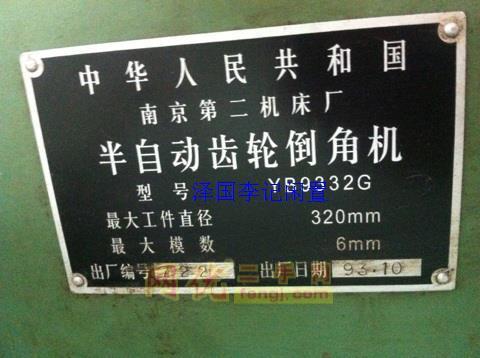 中华人民共和国
南京第二机床厂
半自动齿轮倒角机
型号 YB9332G
泽国李记闲置
最大工件直径 320mm
最大模数 6mm
出厂编号 722 出厂日期 93.10